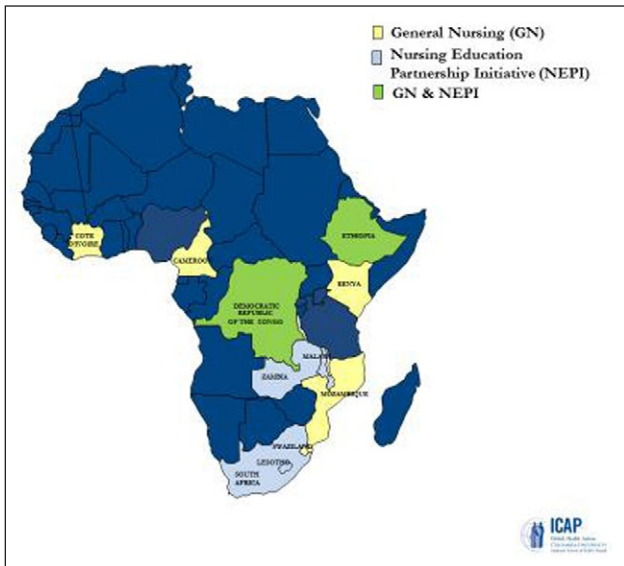 General Nursing (GN)
Nursing Education
Partnership Initiative (NEPI)
GN & NEPI
COTE
D'IVOIRE
CAMEROO
ETHIOPIA
KENYA
DEMOCRATIC
REPUBLIC
OF THE CONGO
MALAWI
ZAMBIA
MOZAMBIQUE
SWAZILAND
LESOTHO
SOUTH
AFRICA
ICAP